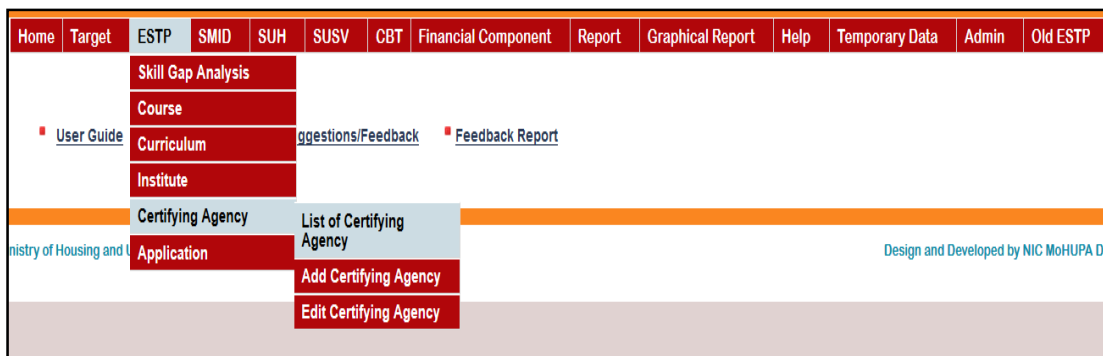 Home Target ESTP SMID SUH SUSV CBT Financial Component Report Graphical Report Help Temporary Data Admin Old ESTP
Skill Gap Analysis
Course
User Guide ggestions/Feedback Feedback Report
Curriculum
Institute
Certifying Agency
List of Certifying
Agency
nistry of Housing and U
Application
Design and Developed by NIC MoHUPA D
Add Certifying Agency
Edit Certifying Agency